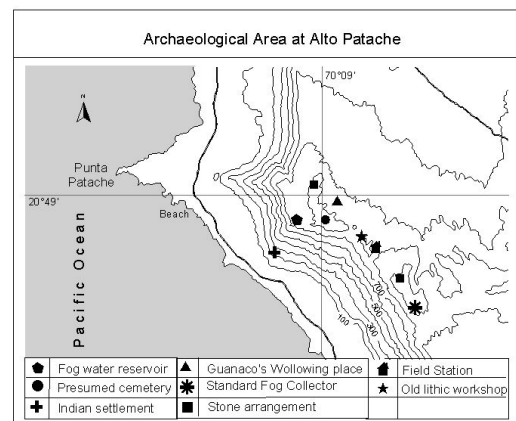 Archaeological Area at Alto Patache
70°09'
z
Punta
Patache
20°49'
Beach
Pacific Ocean
100
300
500
700
Fog water reservoir
Guanaco's Wollowing place
Field Station
Presumed cemetery
Standard Fog Collector
Old lithic workshop
Indian settlement
Stone arrangement